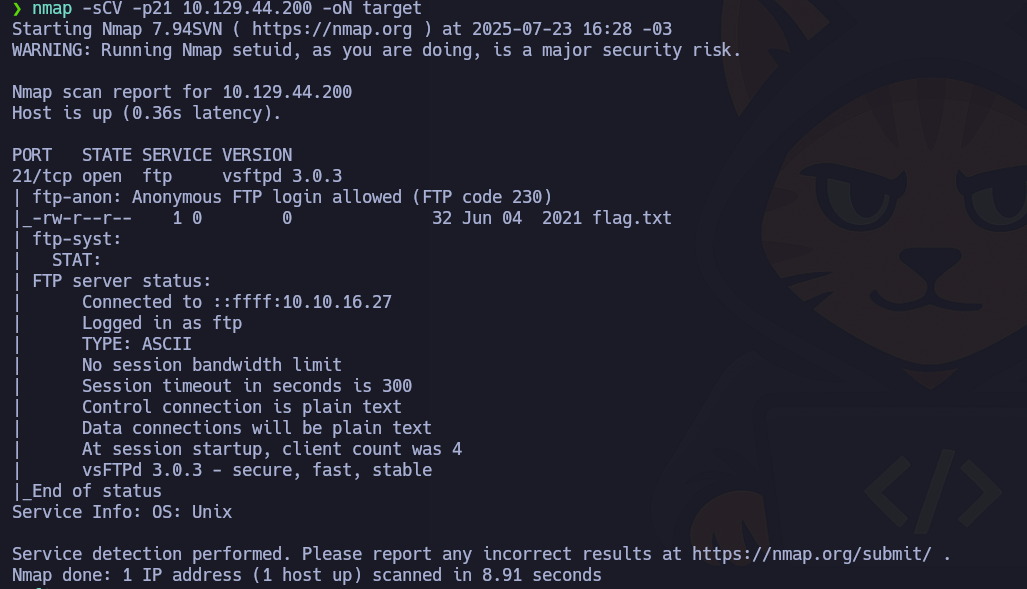 ❯ nmap -sCV -p21 10.129.44.200 -oN target
Starting Nmap 7.94SVN ( https://nmap.org ) at 2025-07-23 16:28 -03
WARNING: Running Nmap setuid, as you are doing, is a major security risk.

Nmap scan report for 10.129.44.200
Host is up (0.36s latency).

PORT   STATE SERVICE VERSION
21/tcp open  ftp     vsftpd 3.0.3
| ftp-anon: Anonymous FTP login allowed (FTP code 230)
|_-rw-r--r--    1 0        0              32 Jun 04  2021 flag.txt
| ftp-syst:
|   STAT:
| FTP server status:
|      Connected to ::ffff:10.10.16.27
|      Logged in as ftp
|      TYPE: ASCII
|      No session bandwidth limit
|      Session timeout in seconds is 300
|      Control connection is plain text
|      Data connections will be plain text
|      At session startup, client count was 4
|      vsFTPd 3.0.3 - secure, fast, stable
|_End of status
Service Info: OS: Unix

Service detection performed. Please report any incorrect results at https://nmap.org/submit/ .
Nmap done: 1 IP address (1 host up) scanned in 8.91 seconds